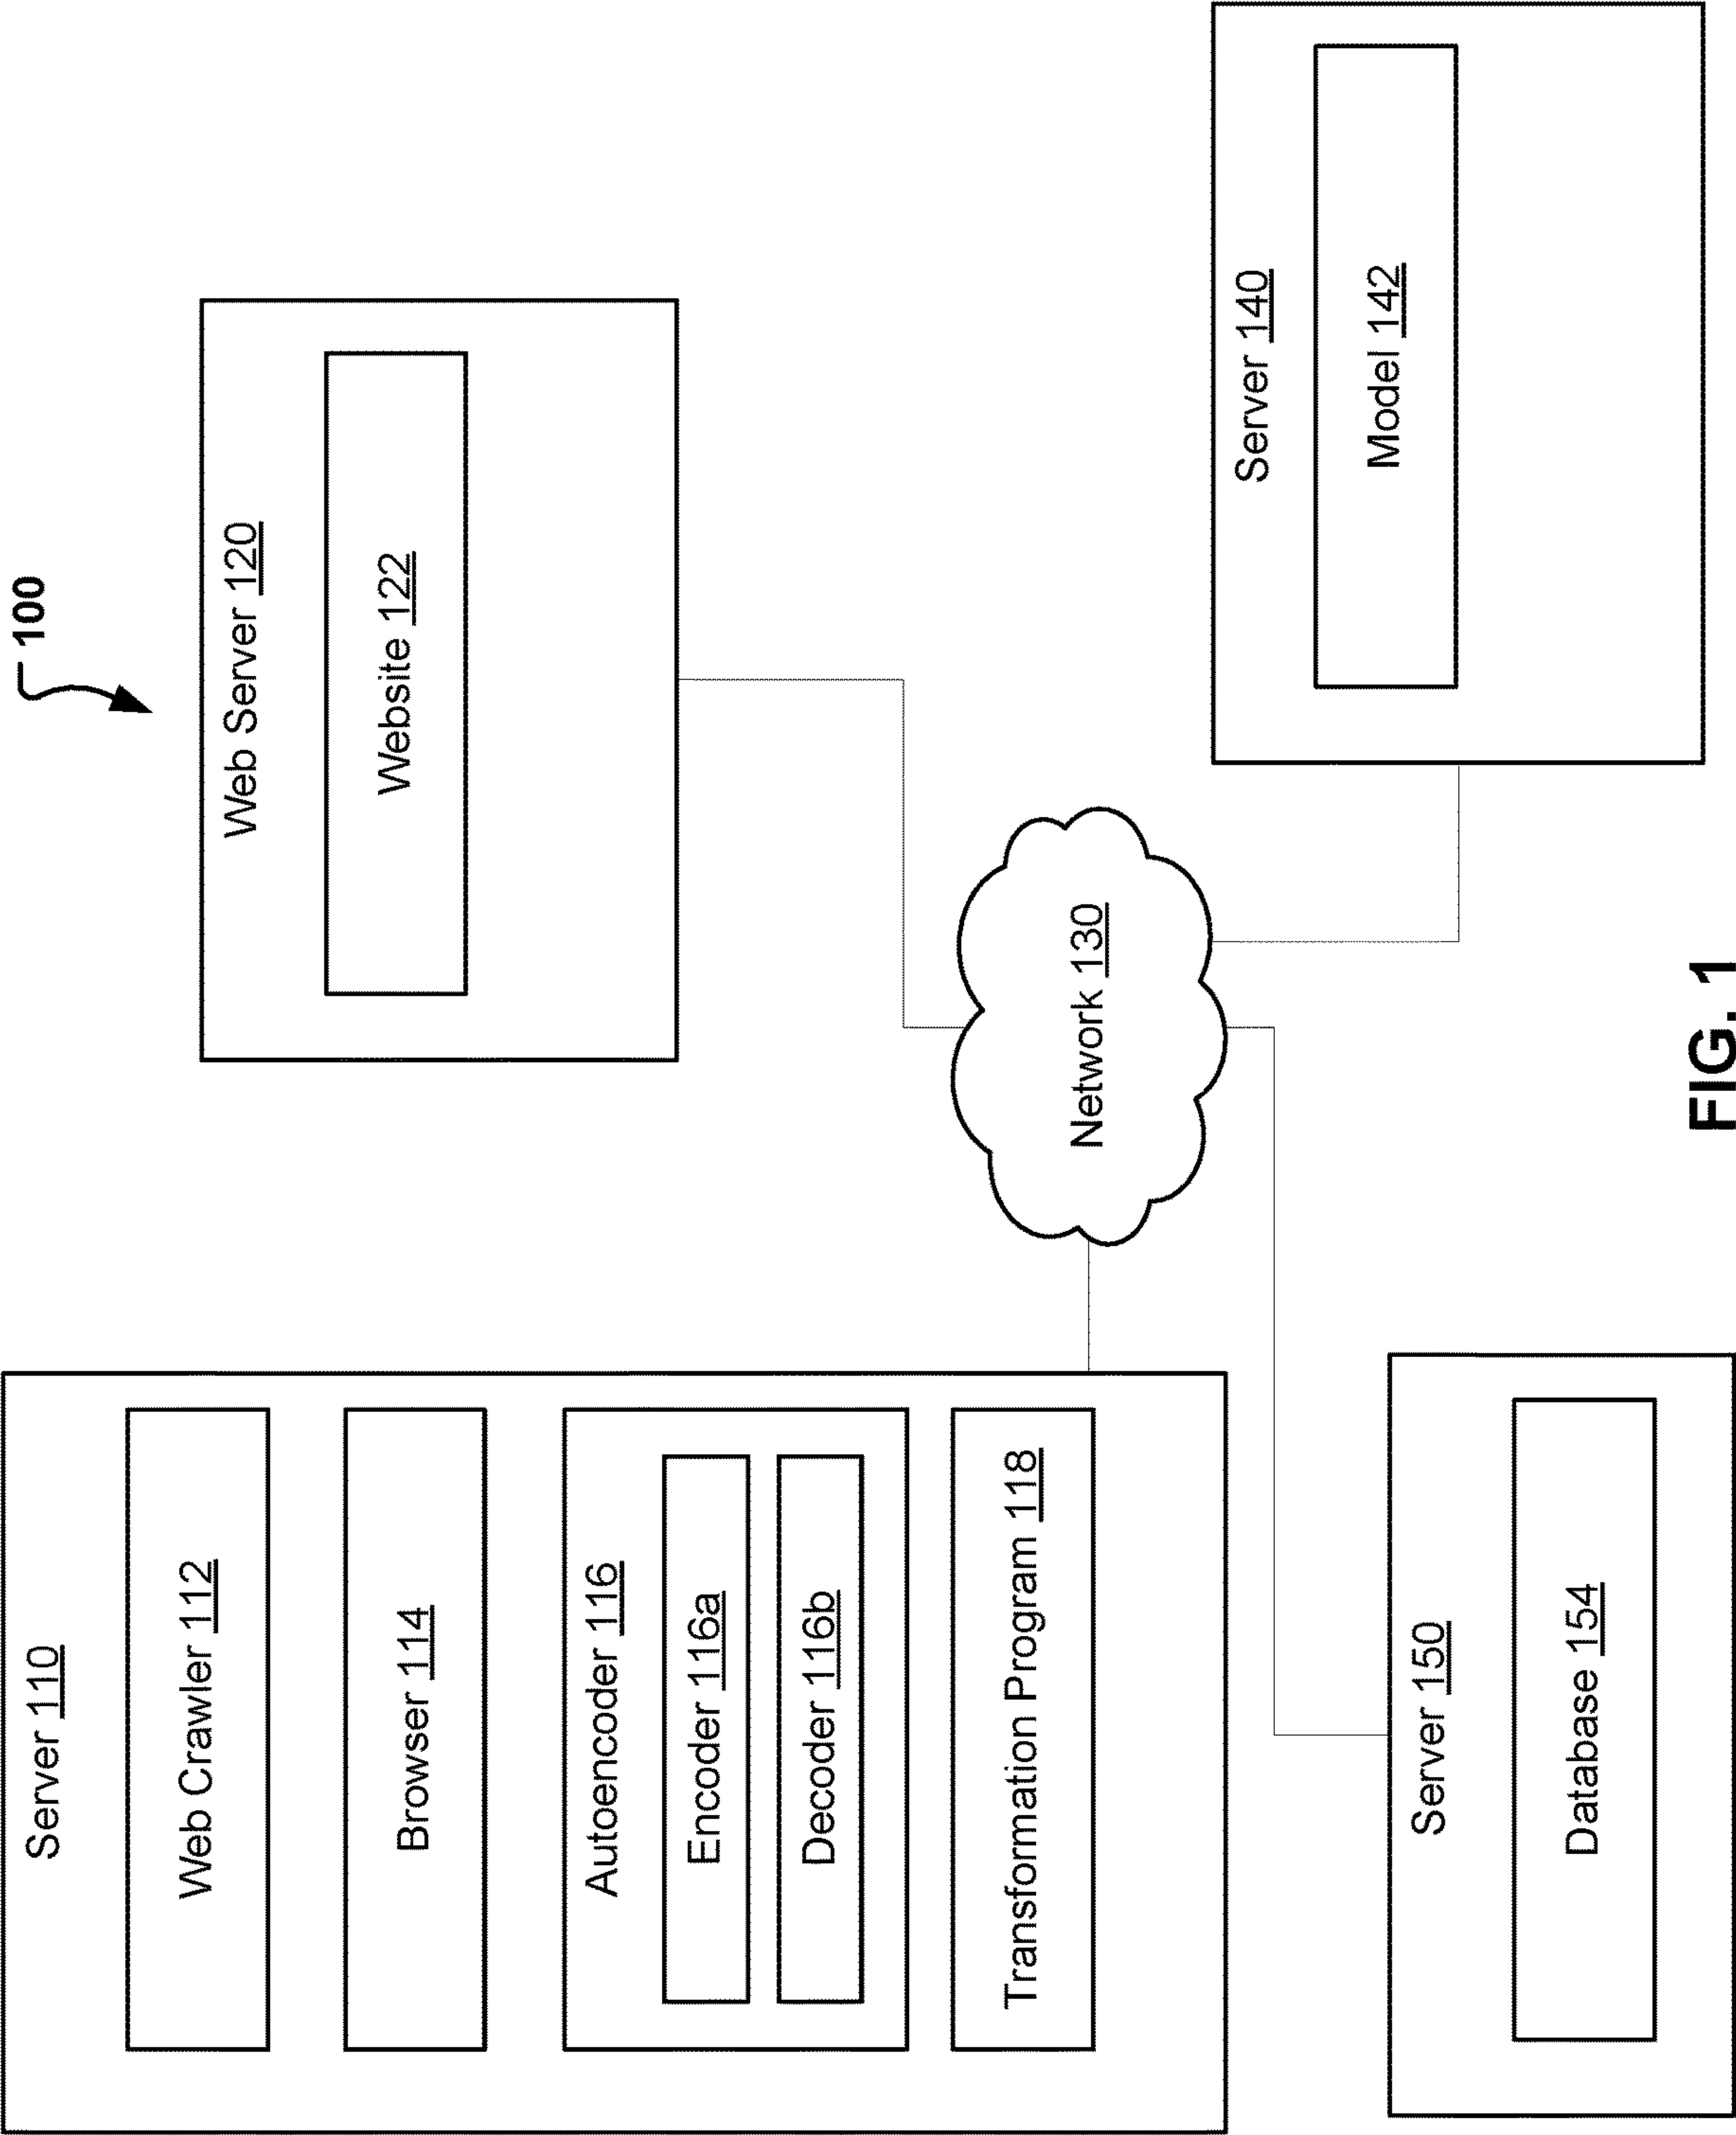 100
Server 110
Web Crawler 112
Browser 114
Autoencoder 116
Encoder 116a
Decoder 116b
Transformation Program 118
Web Server 120
Website 122
Network 130
Server 140
Model 142
Server 150
Database 154
FIG. 1